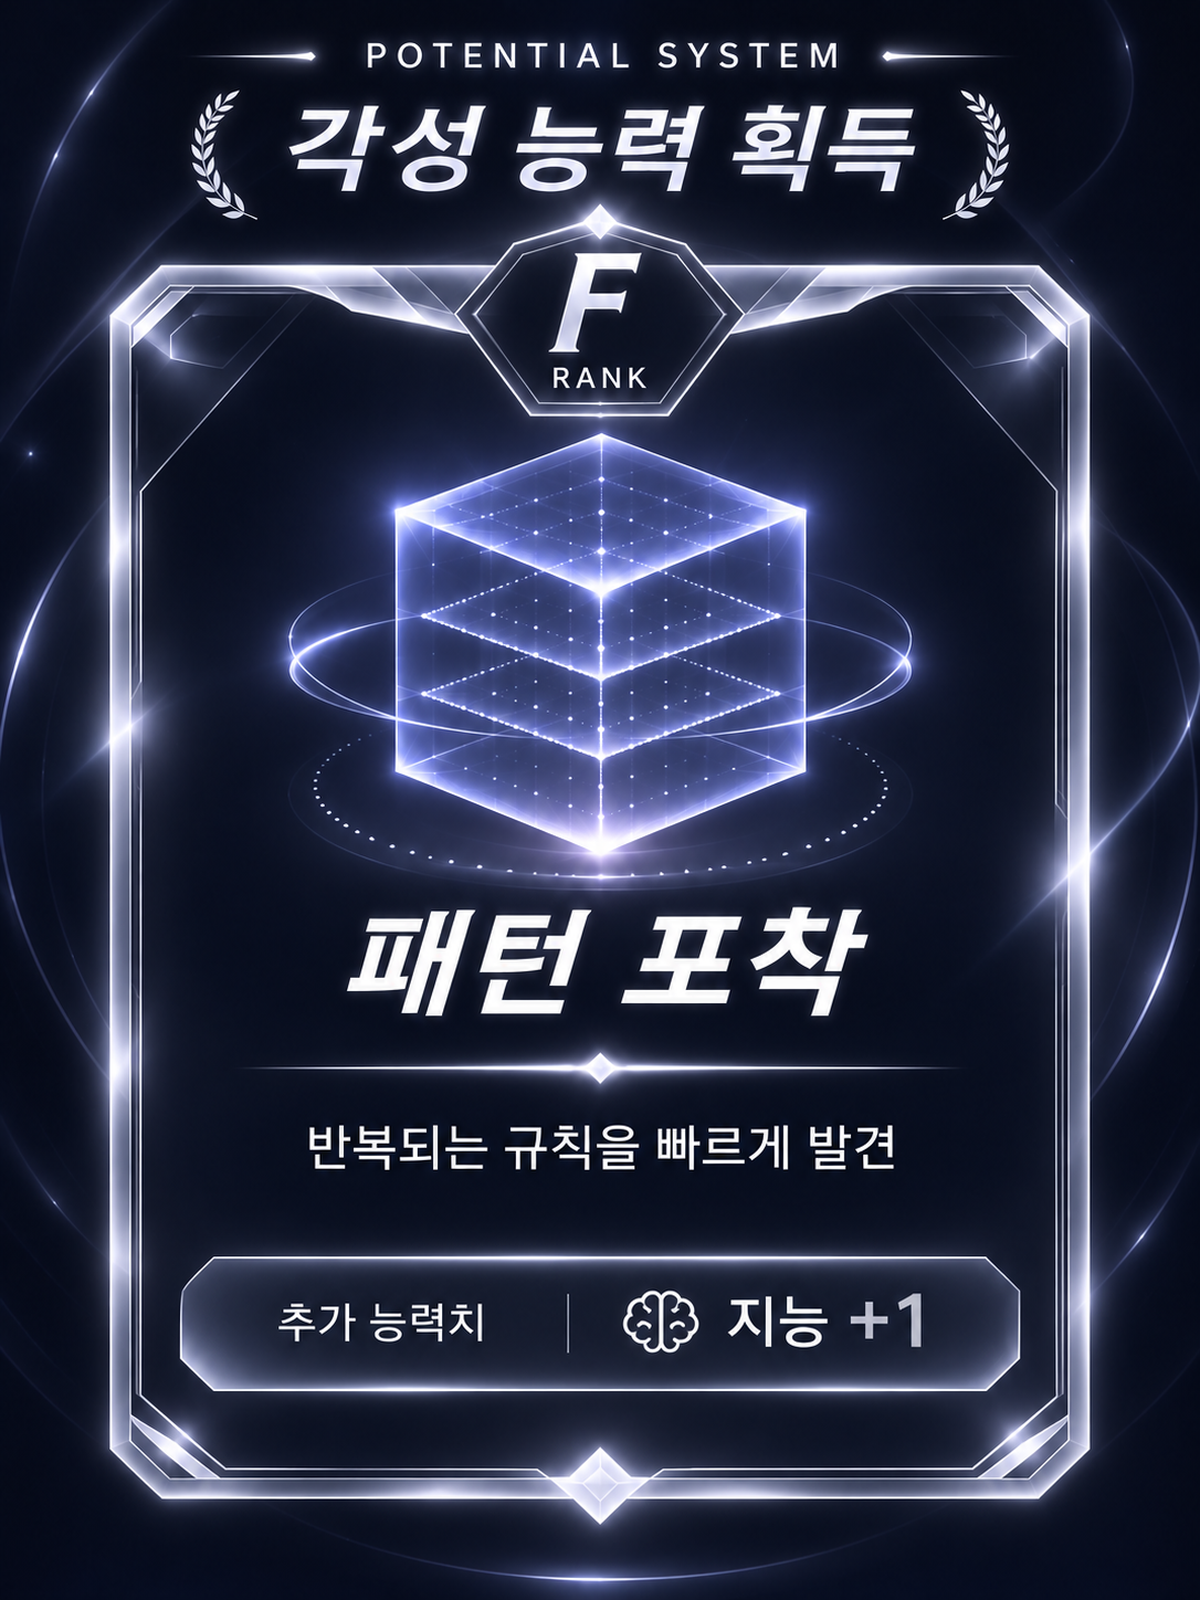 POTENTIAL SYSTEM
각성 능력 획득
F
RANK
패턴 포착
반복되는 규칙을 빠르게 발견
추가 능력치
지능 +1